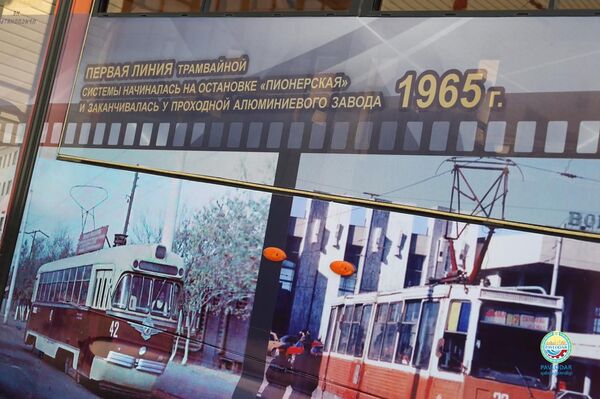 ПЕРВАЯ ЛИНИЯ ТРАМВАЙНОЙ
СИСТЕМЫ НАЧИНАЛАСЬ НА ОСТАНОВКЕ «ПИОНЕРСКАЯ»
И ЗАКАНЧИВАЛАСЬ У ПРОХОДНОЙ АЛЮМИНИЕВОГО ЗАВОДА
1965 г.
42
PAVLODAR